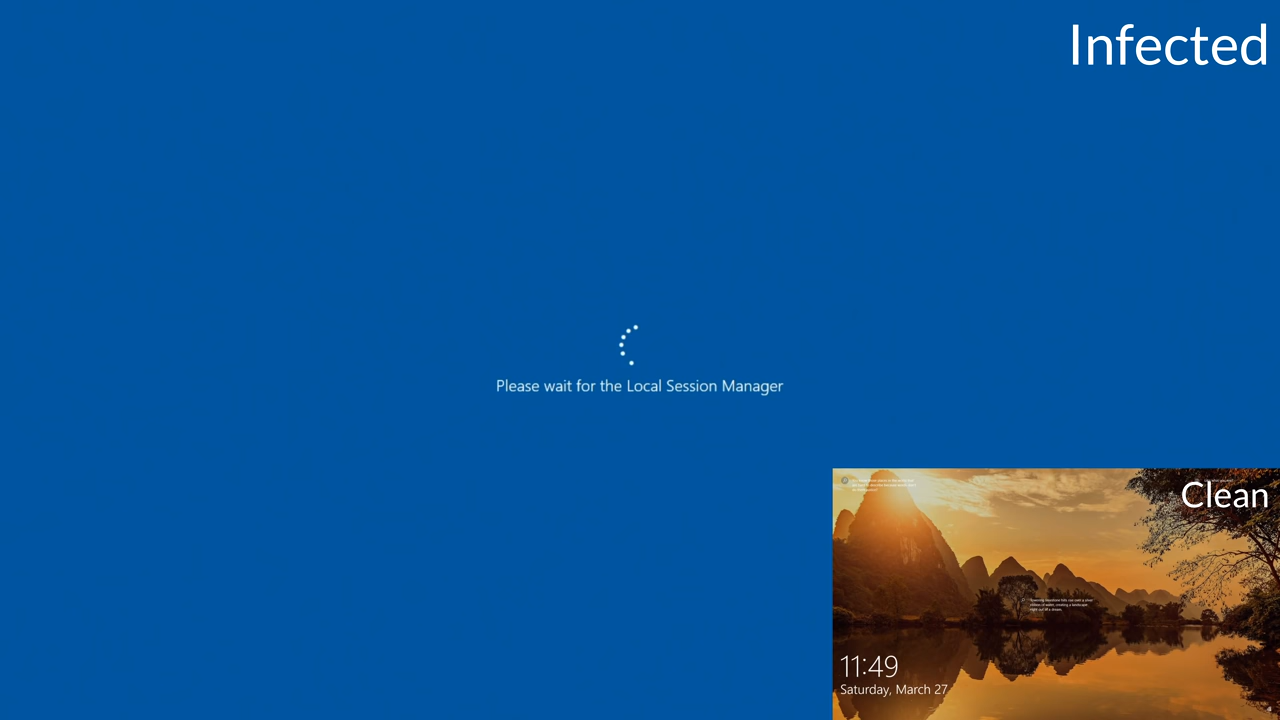 Infected
Please wait for the Local Session Manager
Clean
11:49
Saturday, March 27